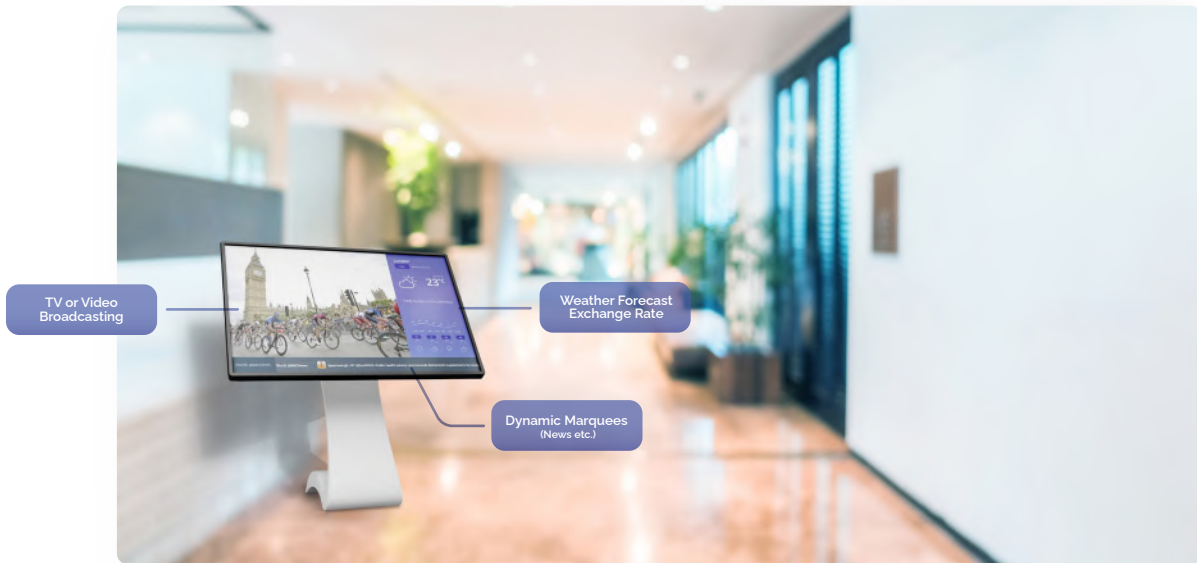 TV or Video
Broadcasting
23°
Weather Forecast
Exchange Rate
Dynamic Marquees
(News etc.)